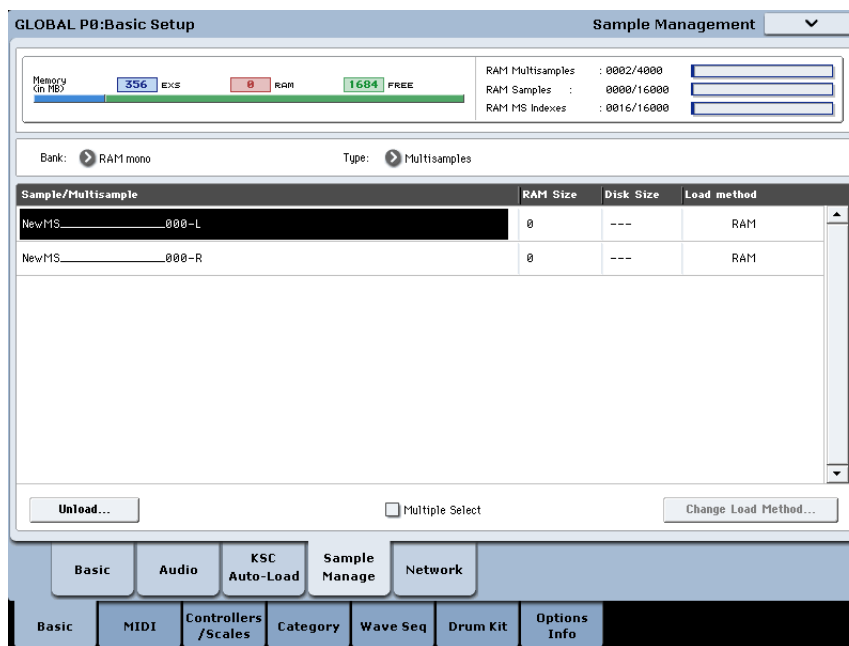 GLOBAL P0:Basic Setup Sample Management
Memory (in MB) 356 EXS 0 RAM 1684 FREE
RAM Multisamples : 0002/4000
RAM Samples : 0000/16000
RAM MS Indexes : 0016/16000
Bank: RAM mono Type: Multisamples
Sample/Multisample RAM Size Disk Size Load method
NewMS______________000-L 0 --- RAM
NewMS______________000-R 0 --- RAM
Unload... Multiple Select Change Load Method...
Basic Audio KSC Auto-Load Sample Manage Network
Basic MIDI Controllers /Scales Category Wave Seq Drum Kit Options Info